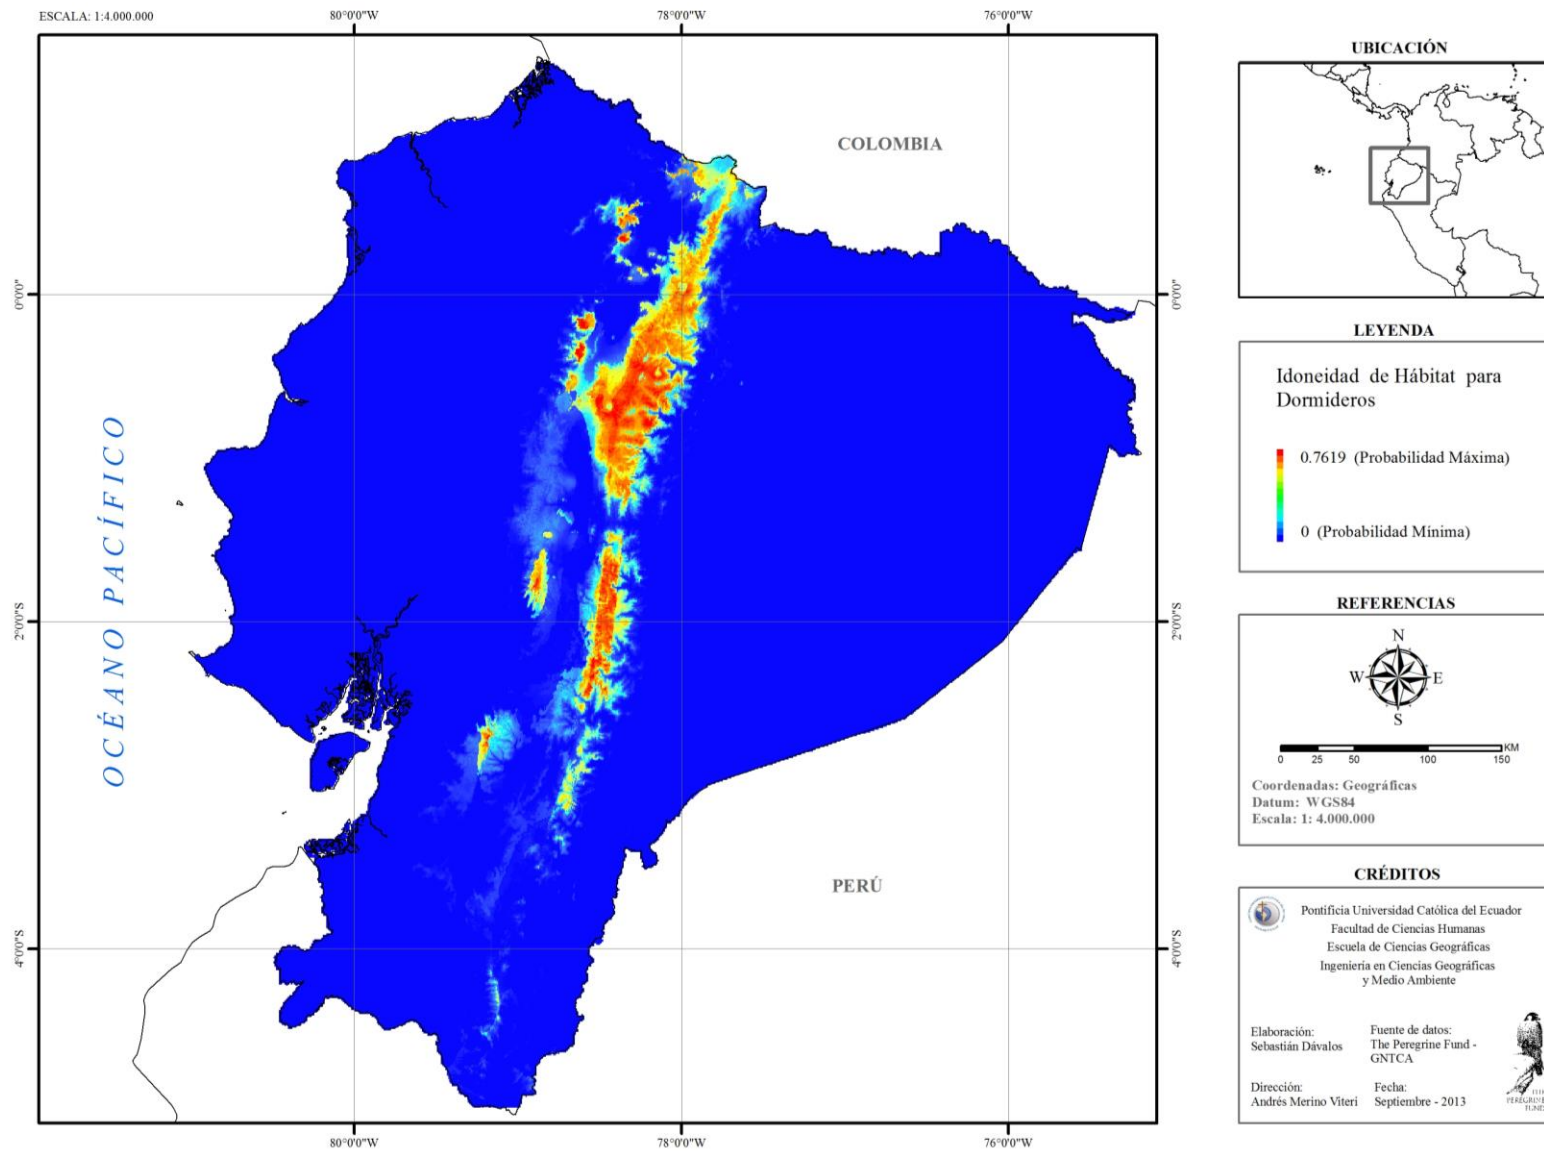 ESCALA: 1:4.000.000
80°0'0"W
78°0'0"W
76°0'0"W
0°0'0"
2°0'0"S
4°0'0"S
OCÉANO PACÍFICO
COLOMBIA
PERÚ
0°0'0"
2°0'0"S
4°0'0"S
80°0'0"W
78°0'0"W
76°0'0"W
UBICACIÓN
LEYENDA
Idoneidad de Hábitat para
Dormideros
0.7619 (Probabilidad Máxima)
0 (Probabilidad Mínima)
REFERENCIAS
N
W E
S
0 25 50 100 150 KM
Coordenadas: Geográficas
Datum: WGS84
Escala: 1: 4.000.000
CRÉDITOS
Pontificia Universidad Católica del Ecuador
Facultad de Ciencias Humanas
Escuela de Ciencias Geográficas
Ingeniería en Ciencias Geográficas
y Medio Ambiente
Elaboración:
Sebastián Dávalos
Fuente de datos:
The Peregrine Fund -
GNTCA
Dirección:
Andrés Merino Viteri
Fecha:
Septiembre - 2013